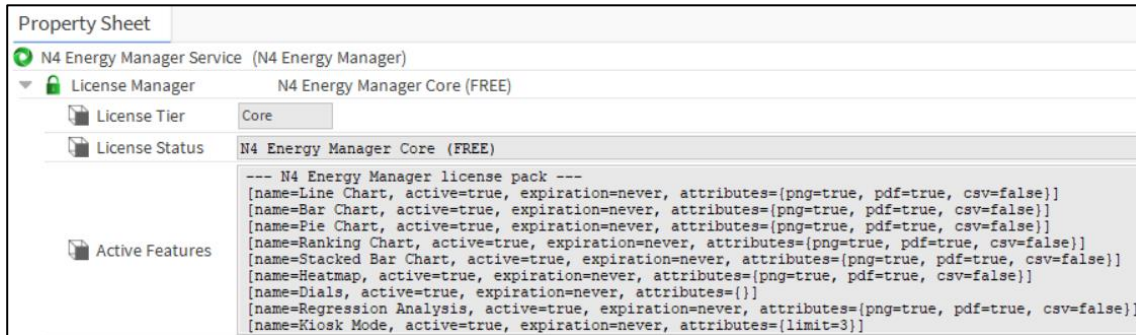 Property Sheet
N4 Energy Manager Service (N4 Energy Manager)
License Manager N4 Energy Manager Core (FREE)
License Tier Core
License Status N4 Energy Manager Core (FREE)
--- N4 Energy Manager license pack ---
[name=Line Chart, active=true, expiration=never, attributes={png=true, pdf=true, csv=false}]
[name=Bar Chart, active=true, expiration=never, attributes={png=true, pdf=true, csv=false}]
[name=Pie Chart, active=true, expiration=never, attributes={png=true, pdf=true, csv=false}]
Active Features [name=Ranking Chart, active=true, expiration=never, attributes={png=true, pdf=true, csv=false}]
[name=Stacked Bar Chart, active=true, expiration=never, attributes={png=true, pdf=true, csv=false}]
[name=Heatmap, active=true, expiration=never, attributes={png=true, pdf=true, csv=false}]
[name=Dials, active=true, expiration=never, attributes={}]
[name=Regression Analysis, active=true, expiration=never, attributes={png=true, pdf=true, csv=false}]
[name=Kiosk Mode, active=true, expiration=never, attributes={limit=3}]